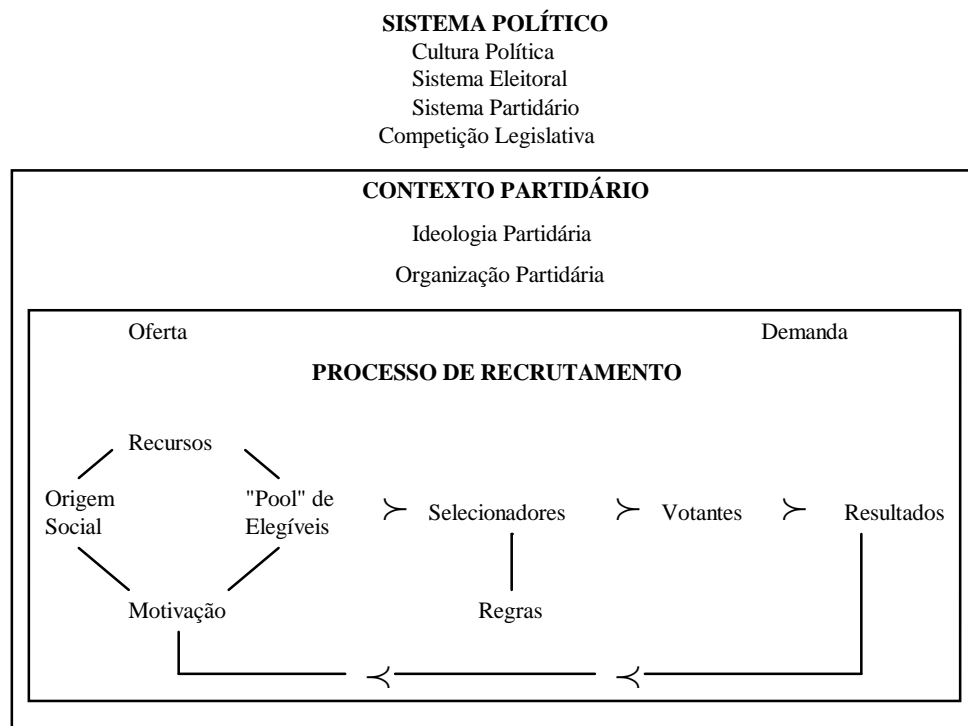 SISTEMA POLÍTICO
Cultura Política
Sistema Eleitoral
Sistema Partidário
Competição Legislativa
CONTEXTO PARTIDÁRIO
Ideologia Partidária
Organização Partidária
Oferta
Demanda
PROCESSO DE RECRUTAMENTO
Recursos
Origem
Social
"Pool" de
Elegíveis
Selecionadores
Votantes
Resultados
Motivação
Regras